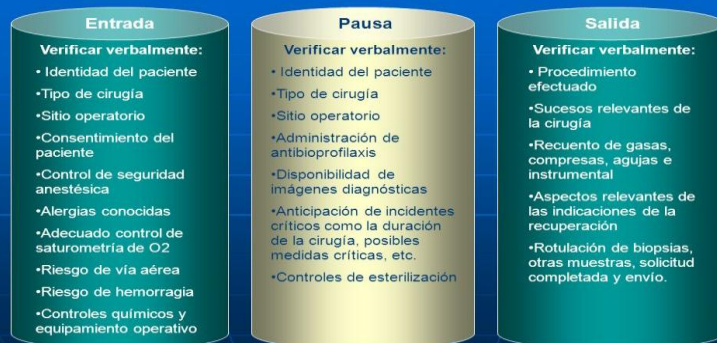 Entrada
Verificar verbalmente:
• Identidad del paciente
•Tipo de cirugía
•Sitio operatorio
•Consentimiento del
paciente
•Control de seguridad
anestésica
•Alergias conocidas
•Adecuado control de
saturometría de O2
•Riesgo de vía aérea
•Riesgo de hemorragia
•Controles químicos y
equipamiento operativo
Pausa
Verificar verbalmente:
• Identidad del paciente
•Tipo de cirugía
•Sitio operatorio
•Administración de
antibioprofilaxis
•Disponibilidad de
imágenes diagnósticas
•Anticipación de incidentes
críticos como la duración
de la cirugía, posibles
medidas críticas, etc.
•Controles de esterilización
Salida
Verificar verbalmente:
• Procedimiento
efectuado
•Sucesos relevantes de
la cirugía
•Recuento de gasas,
compresas, agujas e
instrumental
•Aspectos relevantes de
las indicaciones de la
recuperación
•Rotulación de biopsias,
otras muestras, solicitud
completada y envío.